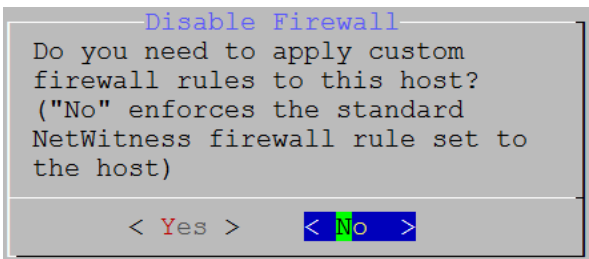 Disable Firewall
Do you need to apply custom
firewall rules to this host?
("No" enforces the standard
NetWitness firewall rule set to
the host)
< Yes > < No >